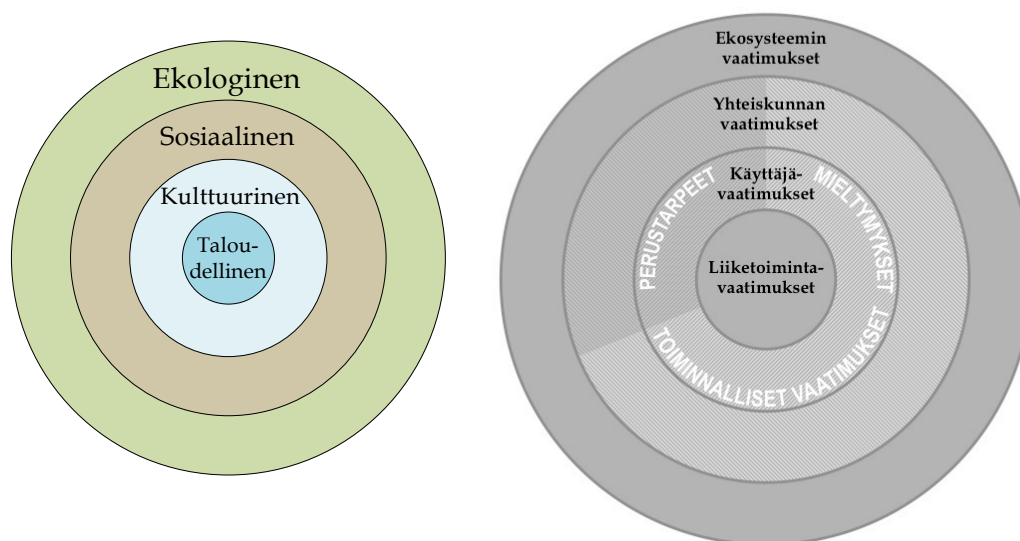 Ekologinen
Sosiaalinen
Kulttuurinen
Talou-
dellinen
Ekosysteemin
vaatimukset
Yhteiskunnan
vaatimukset
Käyttäjä-
vaatimukset
PERUSTARPEET
MIELTYMYKSET
Liiketoiminta-
vaatimukset
TOIMINNALLISET VAATIMUKSET